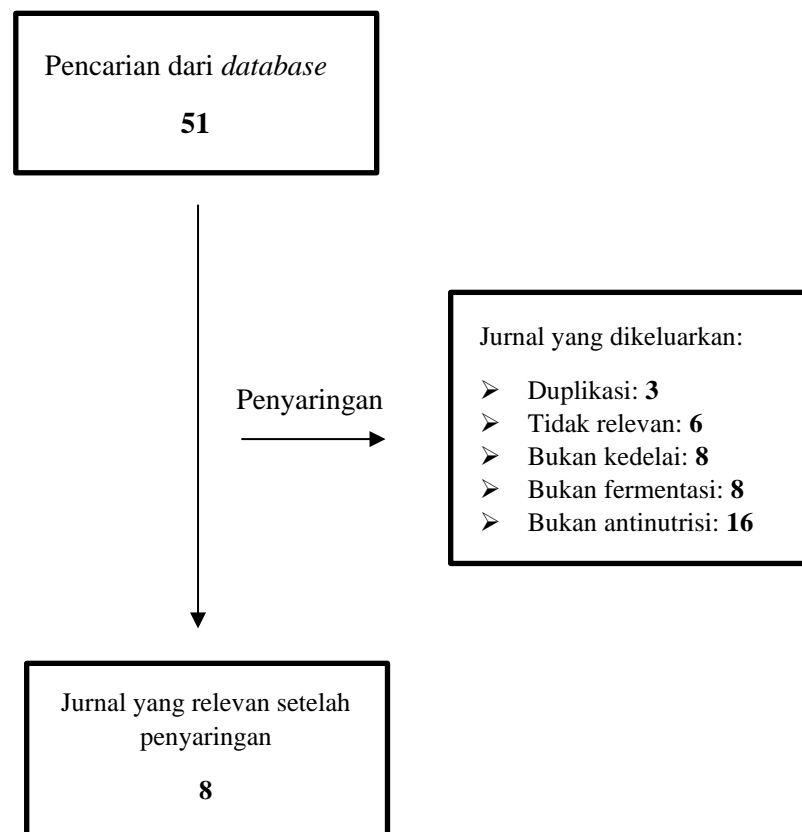 Pencarian dari database
51
Penyaringan
Jurnal yang dikeluarkan:
➢ Duplikasi: 3
➢ Tidak relevan: 6
➢ Bukan kedelai: 8
➢ Bukan fermentasi: 8
➢ Bukan antinutrisi: 16
Jurnal yang relevan setelah
penyaringan
8